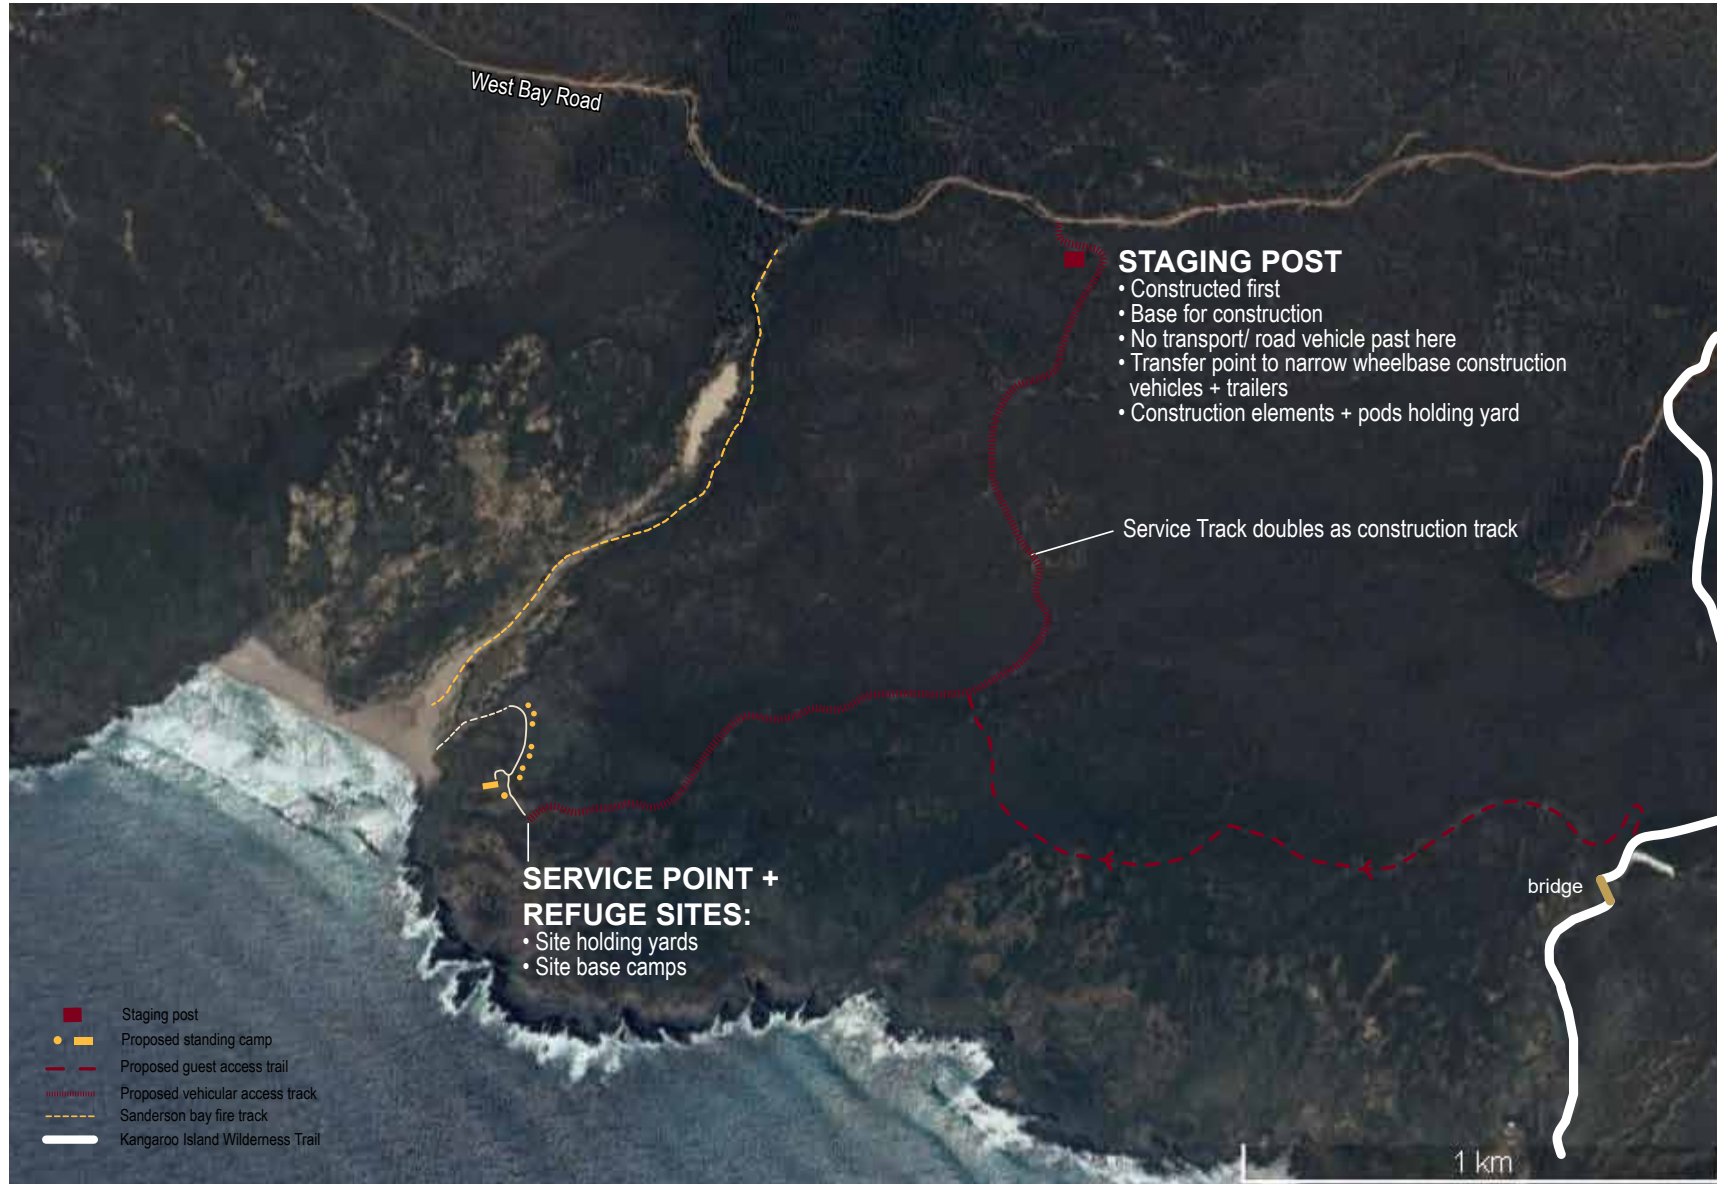 West Bay Road
STAGING POST
• Constructed first
• Base for construction
• No transport/ road vehicle past here
• Transfer point to narrow wheelbase construction
vehicles + trailers
• Construction elements + pods holding yard
Service Track doubles as construction track
SERVICE POINT +
REFUGE SITES:
• Site holding yards
• Site base camps
bridge
Staging post
Proposed standing camp
Proposed guest access trail
Proposed vehicular access track
Sanderson bay fire track
Kangaroo Island Wilderness Trail
1 km